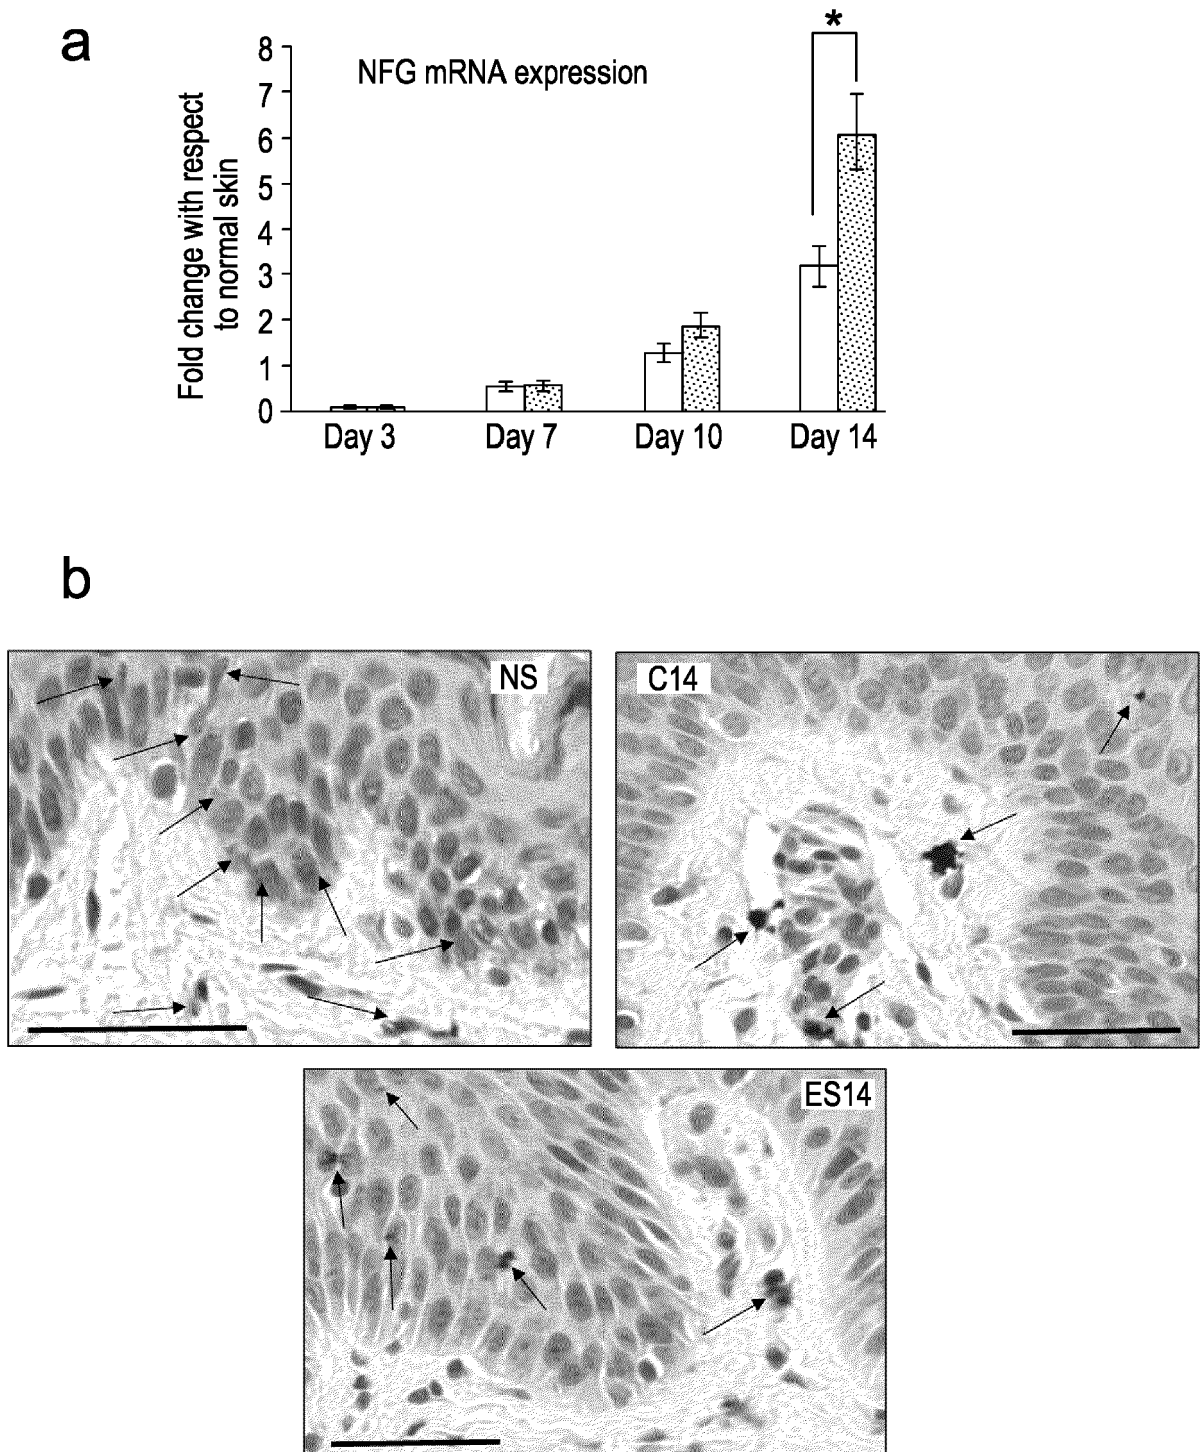 a
NFG mRNA expression
*
Fold change with respect
to normal skin
8
7
6
5
4
3
2
1
0
Day 3
Day 7
Day 10
Day 14
b
NS
C14
ES14